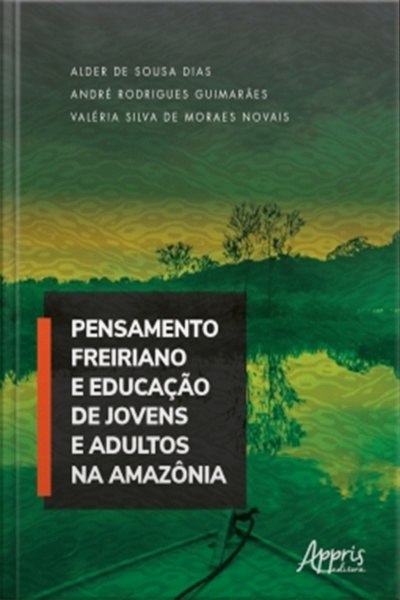 ALDER DE SOUSA DIAS
ANDRÉ RODRIGUES GUIMARÃES
VALÉRIA SILVA DE MORAES NOVAIS
PENSAMENTO
FREIRIANO
E EDUCAÇÃO
DE JOVENS
E ADULTOS
NA AMAZÔNIA
Appris
editora